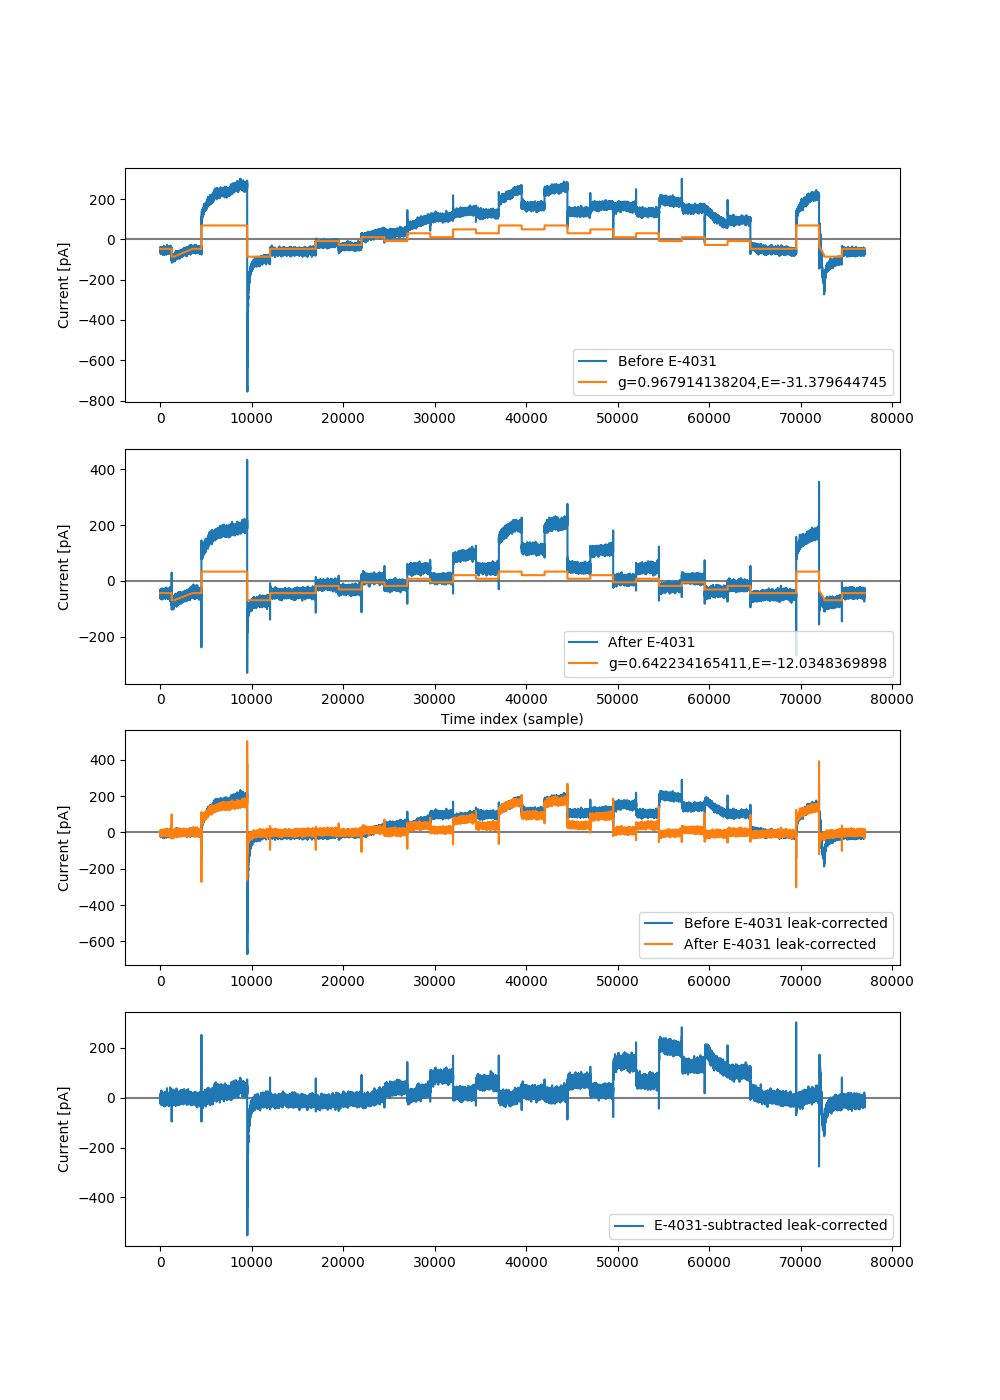 200
0
−200
−400
−600
−800
Current [pA]
Before E-4031
g=0.967914138204,E=-31.379644745
0 10000 20000 30000 40000 50000 60000 70000 80000
400
200
0
−200
Current [pA]
After E-4031
g=0.642234165411,E=-12.0348369898
0 10000 20000 30000 40000 50000 60000 70000 80000
Time index (sample)
400
200
0
−200
−400
−600
Current [pA]
Before E-4031 leak-corrected
After E-4031 leak-corrected
0 10000 20000 30000 40000 50000 60000 70000 80000
200
0
−200
−400
Current [pA]
E-4031-subtracted leak-corrected
0 10000 20000 30000 40000 50000 60000 70000 80000